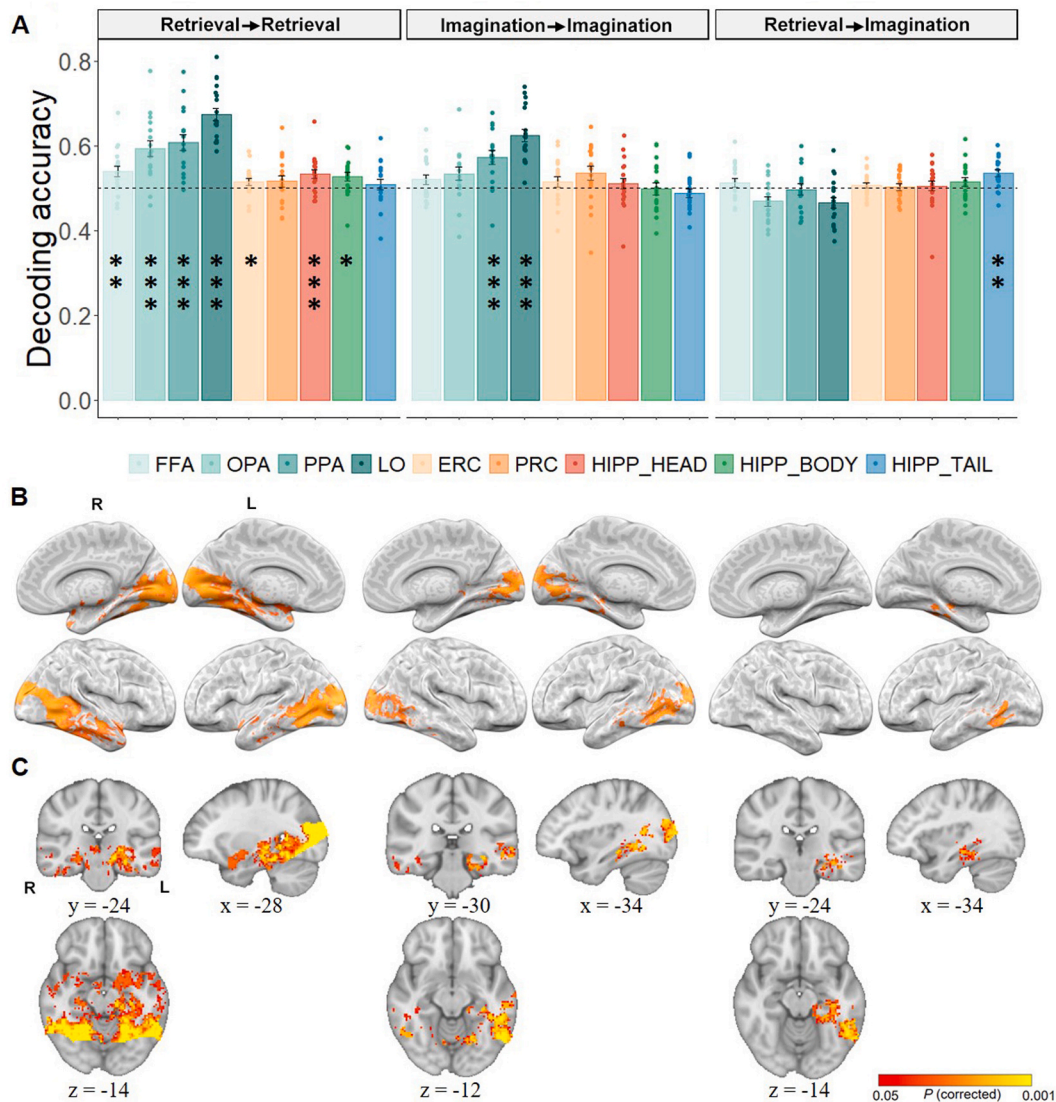 A
Retrieval→Retrieval
Imagination→Imagination
Retrieval→Imagination
Decoding accuracy
0.8
0.6
0.4
0.2
0.0
** *** *** *** * *** *
*** ***
**
FFA OPA PPA LO ERC PRC HIPP_HEAD HIPP_BODY HIPP_TAIL
B
R L
C
R L
y = -24 x = -28 y = -30 x = -34 y = -24 x = -34
z = -14 z = -12 z = -14
0.05 P (corrected) 0.001